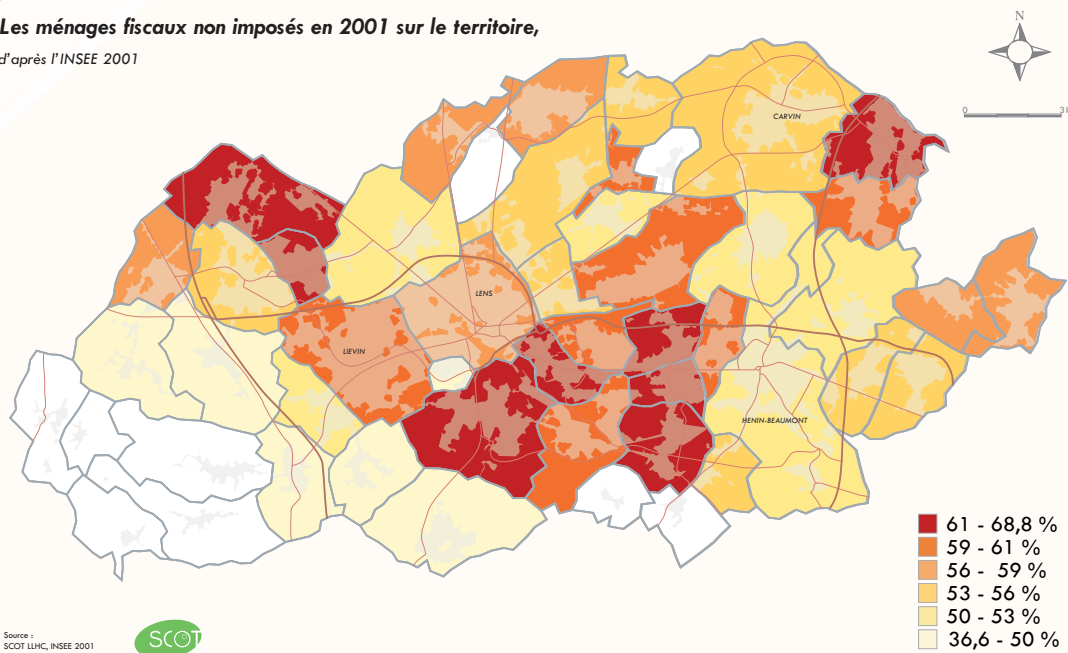 Les ménages fiscaux non imposés en 2001 sur le territoire,
d'après l'INSEE 2001
N
0 3
CARVIN
LENS
LIEVIN
HENIN-BEAUMONT
61 - 68,8 %
59 - 61 %
56 - 59 %
53 - 56 %
50 - 53 %
36,6 - 50 %
Source :
SCOT LLHC, INSEE 2001
SCOT